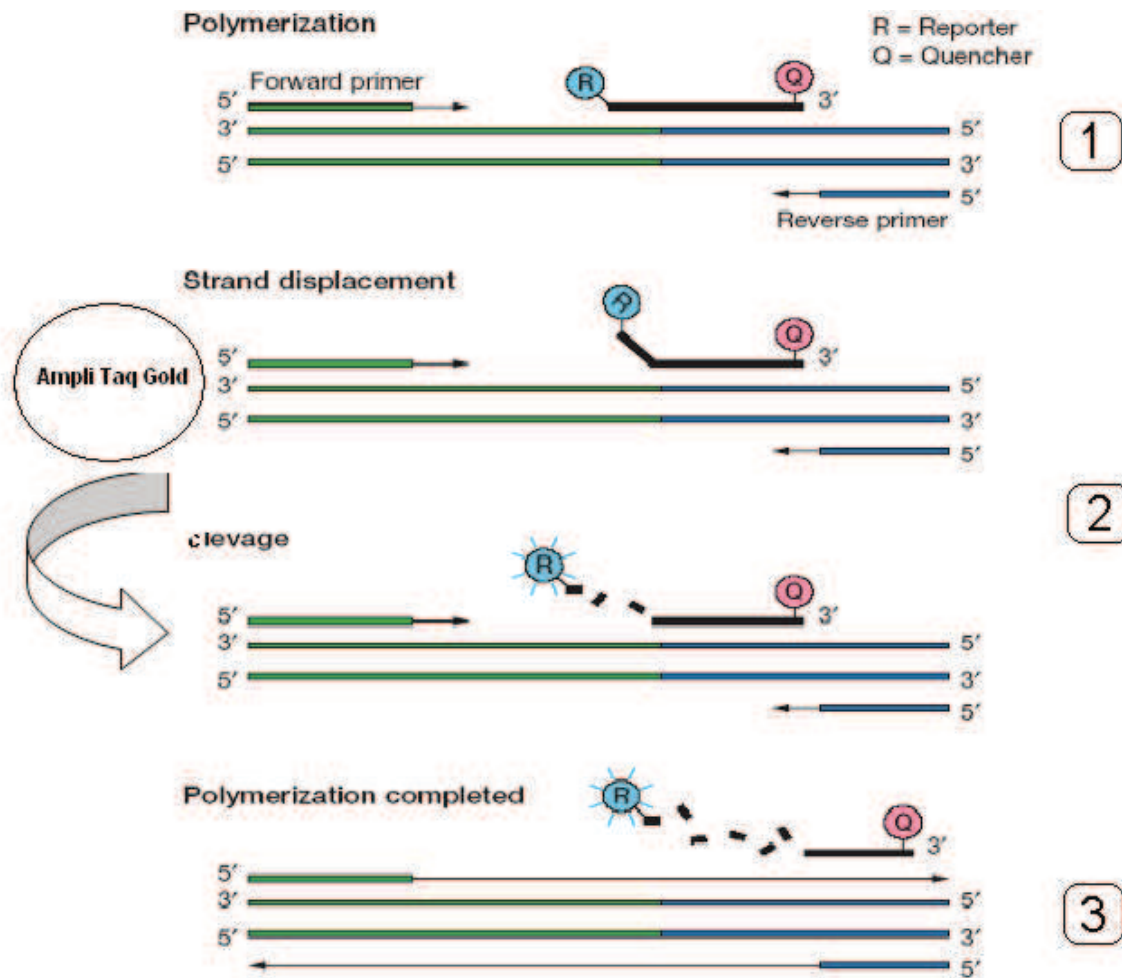 Polymerization
R = Reporter
Q = Quencher
Forward primer
R
Q
5′
3′
3′
5′
5′
3′
5′
Reverse primer
1
Strand displacement
R
Q
Ampli Taq Gold
5′
3′
3′
5′
5′
3′
5′
2
clevage
R
Q
5′
3′
3′
5′
5′
3′
5′
Polymerization completed
R
Q
3′
5′
3′
5′
5′
3′
5′
3